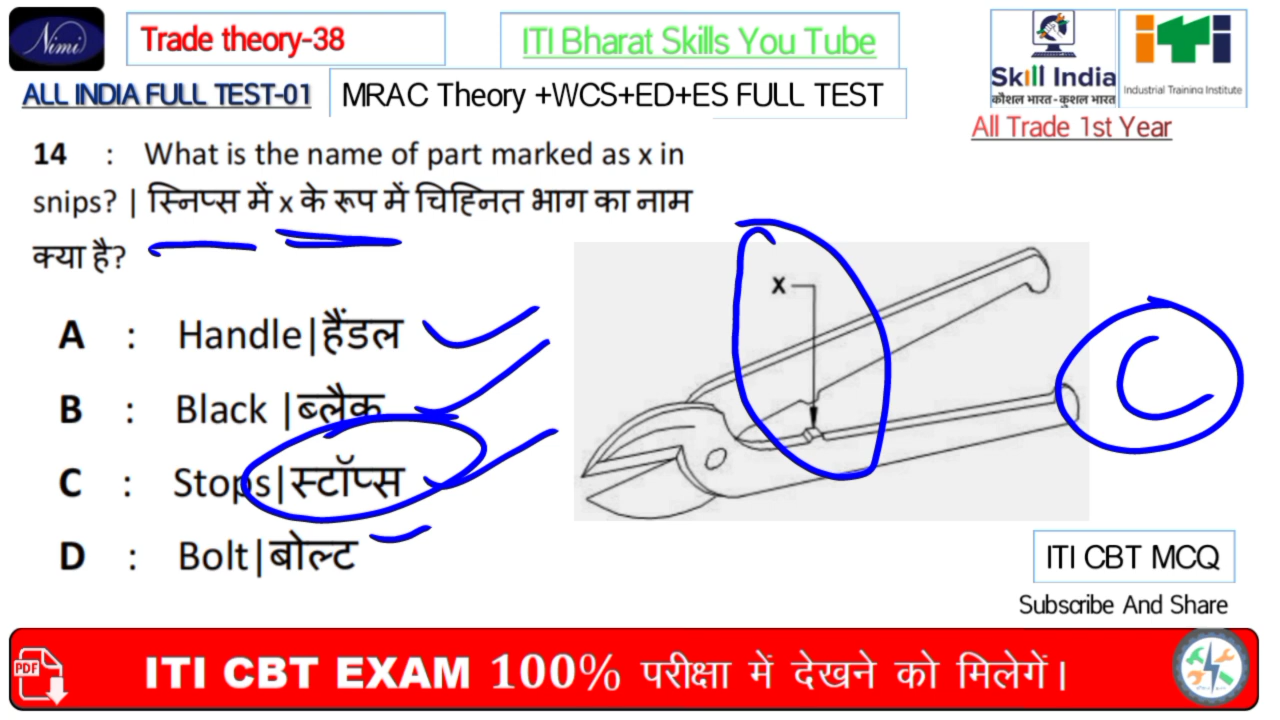 Nimi
Trade theory-38
ITI Bharat Skills You Tube
Skill India
कौशल भारत-कुशल भारत
iTi
Industrial Training Institute
ALL INDIA FULL TEST-01
MRAC Theory +WCS+ED+ES FULL TEST
All Trade 1st Year
14 : What is the name of part marked as x in
snips? | स्निप्स में x के रूप में चिह्नित भाग का नाम
क्या है?
X
A : Handle|हैंडल
B : Black |ब्लैक
C : Stops|स्टॉप्स
D : Bolt|बोल्ट
C
ITI CBT MCQ
Subscribe And Share
PDF
ITI CBT EXAM 100% परीक्षा में देखने को मिलेगें।